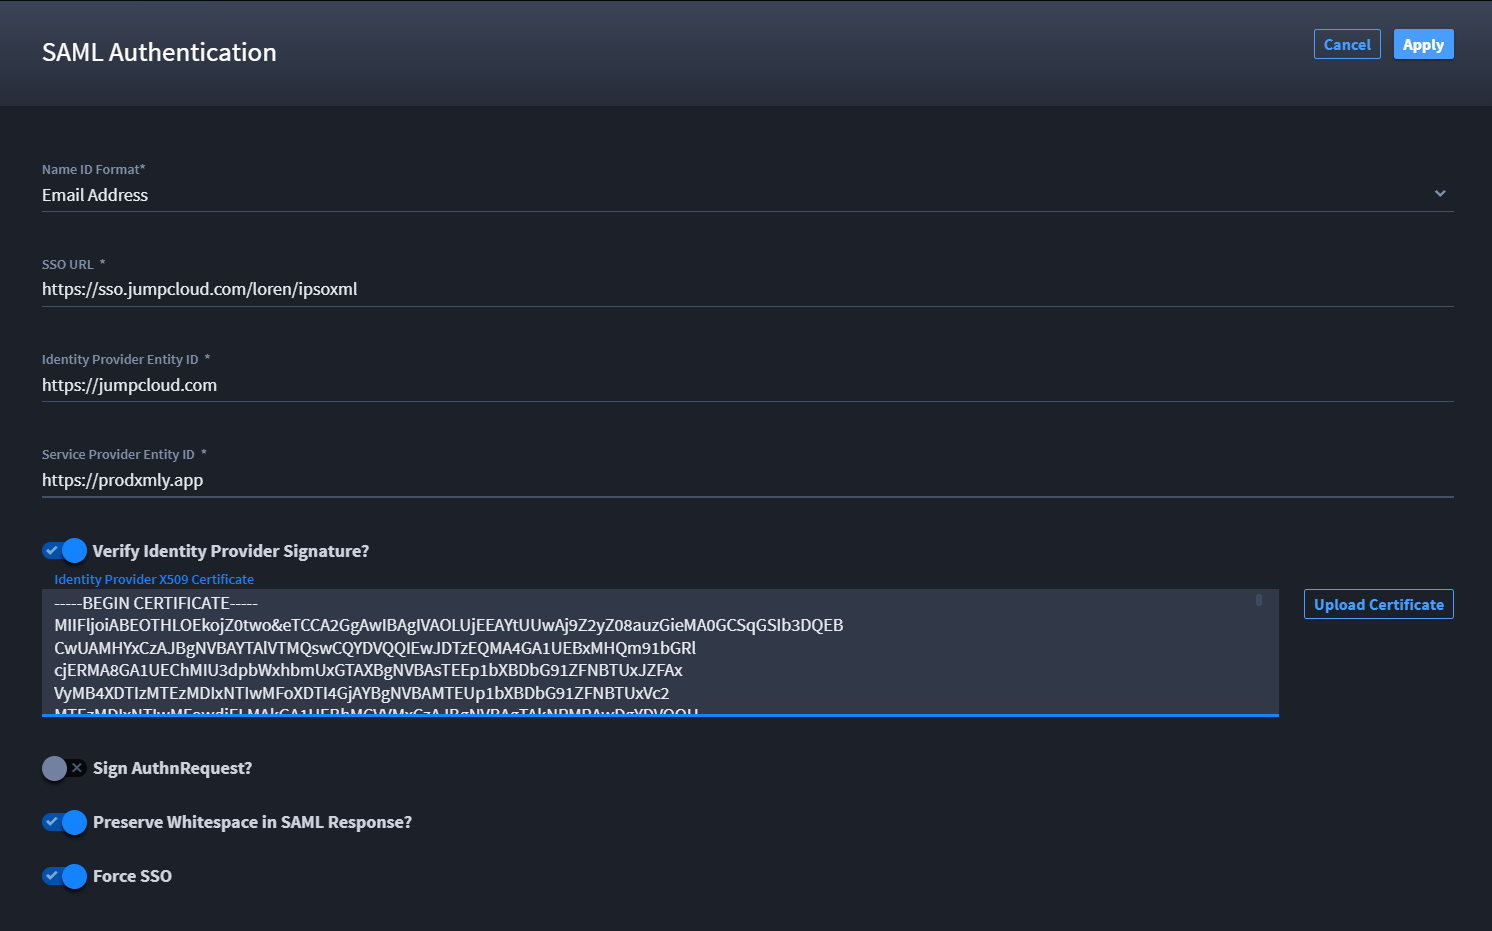 SAML Authentication
Cancel
Apply
Name ID Format*
Email Address
SSO URL *
https://sso.jumpcloud.com/loren/ipsoxml
Identity Provider Entity ID *
https://jumpcloud.com
Service Provider Entity ID *
https://prodxmly.app
Verify Identity Provider Signature?
Identity Provider X509 Certificate
-----BEGIN CERTIFICATE-----
MIIFljoiABEOTHLOEkojZ0two&eTCCA2GgAwIBAgIVAOLUjEEAYtUUwAj9Z2yZ08auzGieMA0GCSqGSIb3DQEB
CwUAMHYxCzAJBgNVBAYTAlVTMQswCQYDVQQIEwJDTzEQMA4GA1UEBxMHQm91bGRl
cjERMA8GA1UEChMIU3dpbWxhbmUxGTAXBgNVBAsTEEp1bXBDbG91ZFNBTUxJZFAx
VyMB4XDTIzMTEzMDIxNTIwMFoXDTI4GjAYBgNVBAMTEUp1bXBDbG91ZFNBTUxVc2
Upload Certificate
Sign AuthnRequest?
Preserve Whitespace in SAML Response?
Force SSO